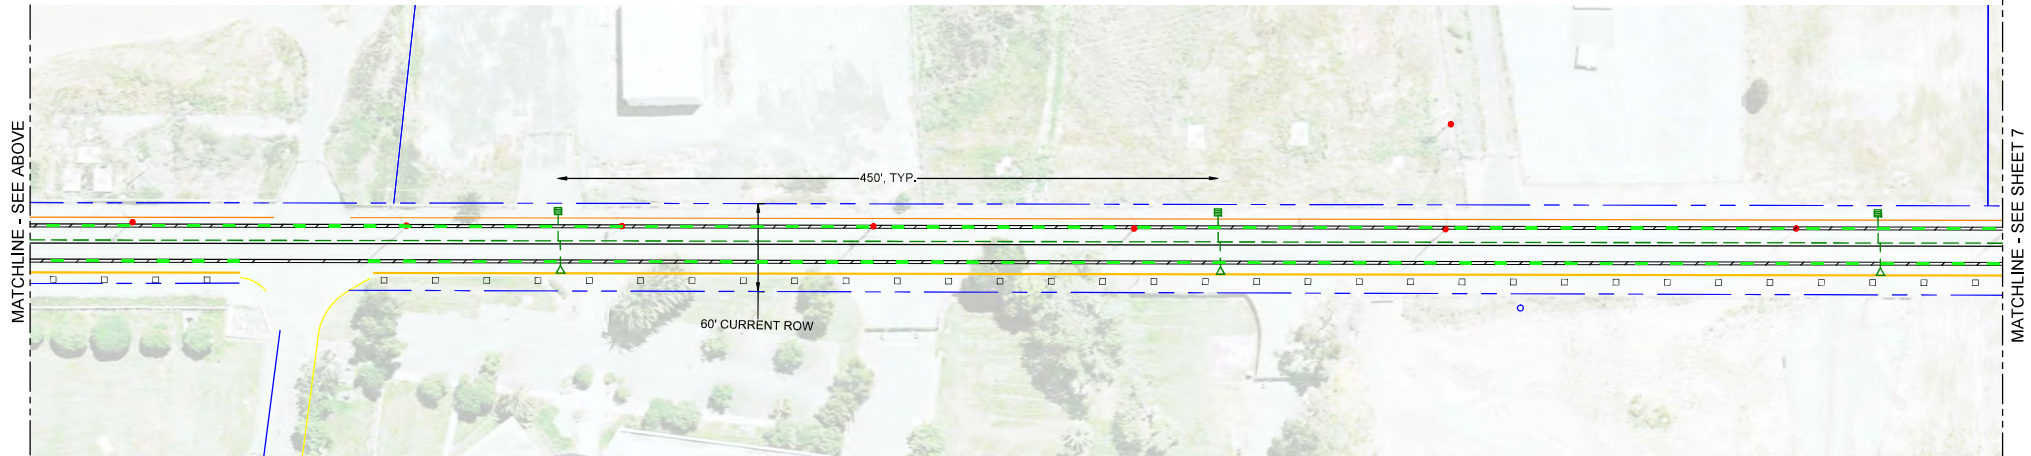 MATCHLINE - SEE ABOVE
450', TYP.
60' CURRENT ROW
MATCHLINE - SEE SHEET 7